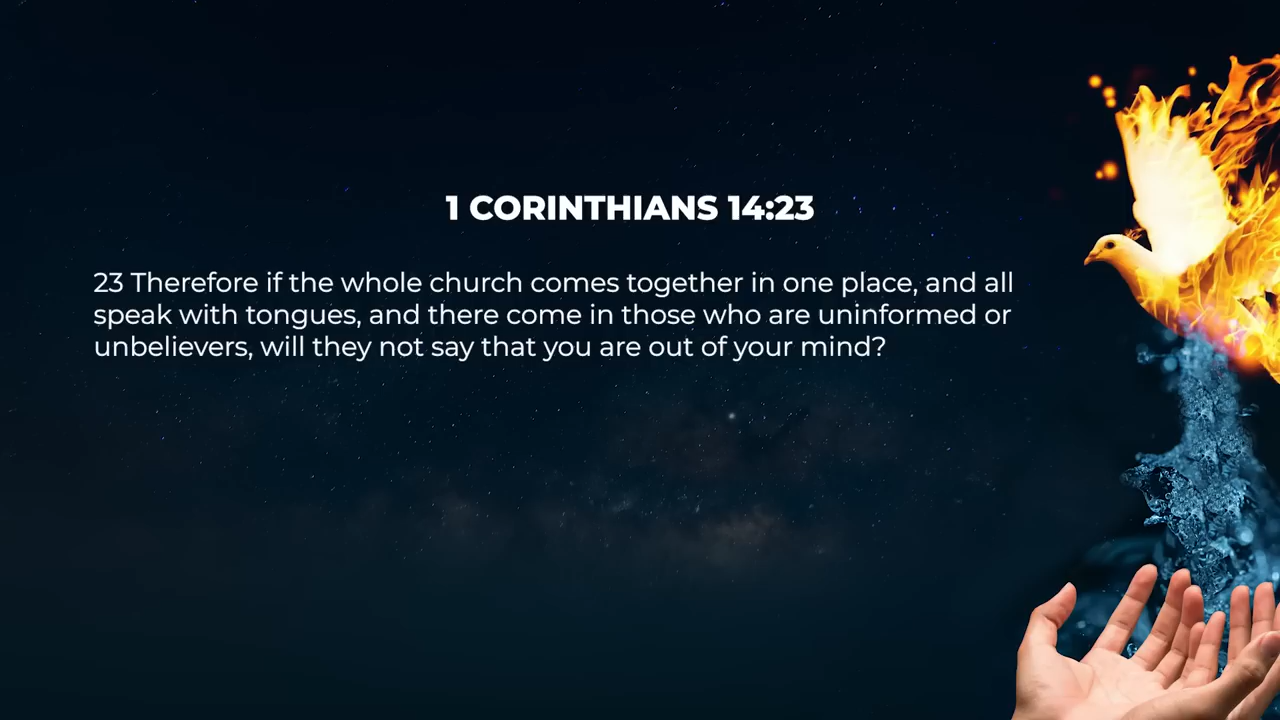 1 CORINTHIANS 14:23
23 Therefore if the whole church comes together in one place, and all
speak with tongues, and there come in those who are uninformed or
unbelievers, will they not say that you are out of your mind?